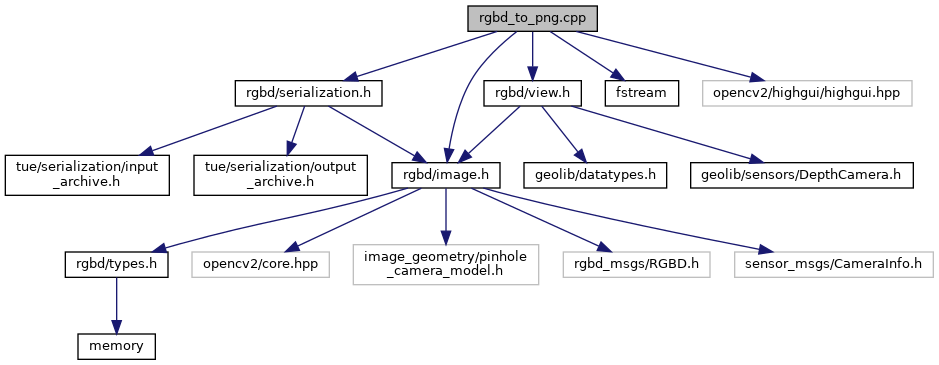 rgbd_to_png.cpp
rgbd/serialization.h
rgbd/view.h
fstream
opencv2/highgui/highgui.hpp
tue/serialization/input
_archive.h
tue/serialization/output
_archive.h
rgbd/image.h
geolib/datatypes.h
geolib/sensors/DepthCamera.h
rgbd/types.h
opencv2/core.hpp
image_geometry/pinhole
_camera_model.h
rgbd_msgs/RGBD.h
sensor_msgs/CameraInfo.h
memory